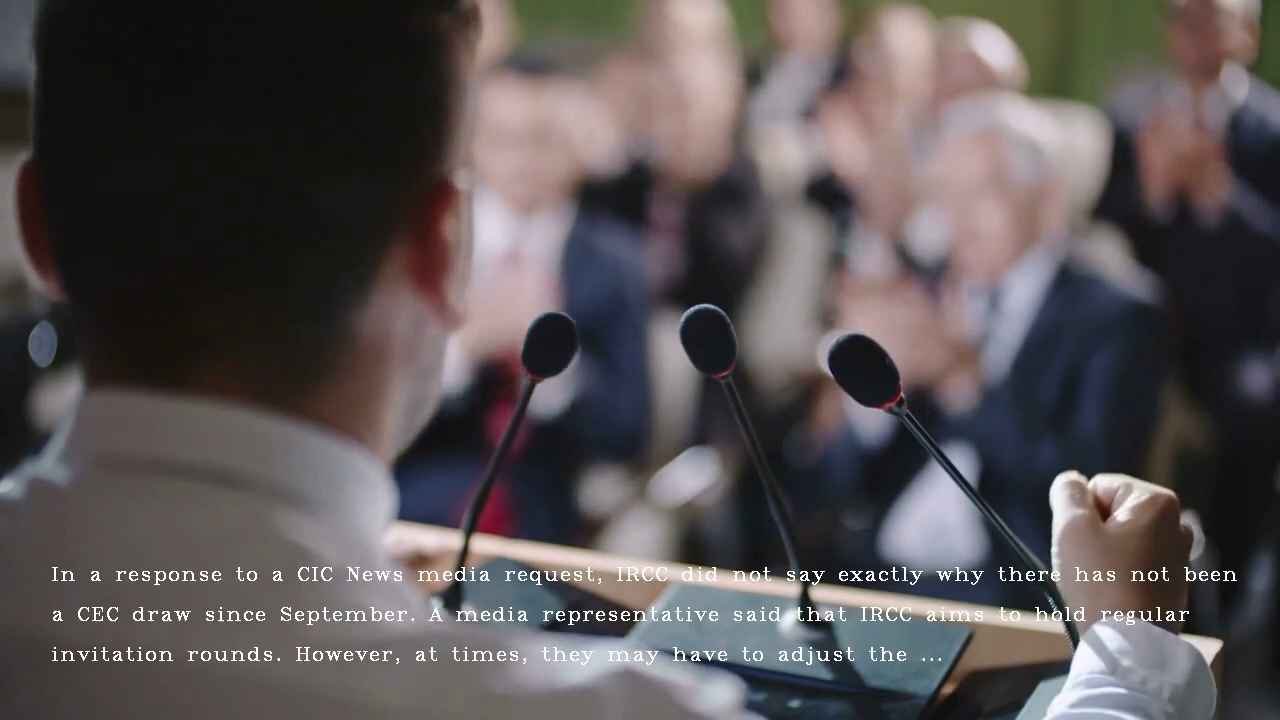 In a response to a CIC News media request, IRCC did not say exactly why there has not been
a CEC draw since September. A media representative said that IRCC aims to hold regular
invitation rounds. However, at times, they may have to adjust the ...